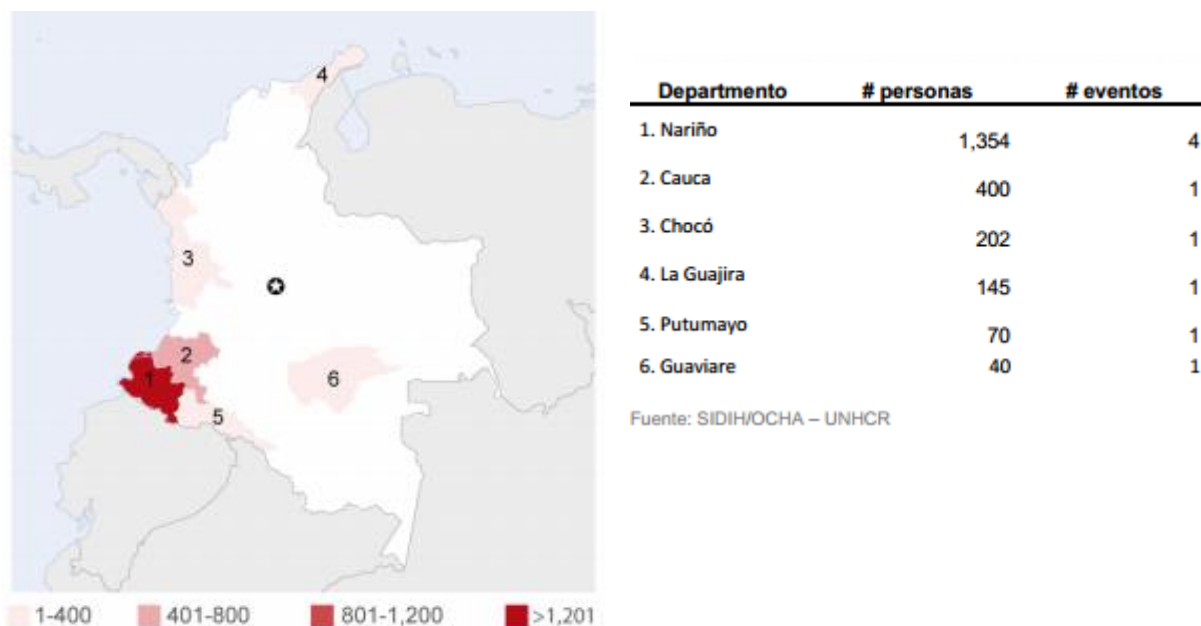 4
3
2
1
6
5
1-400 401-800 801-1,200 >1,201
Departmento # personas # eventos
1. Nariño 1,354 4
2. Cauca 400 1
3. Chocó 202 1
4. La Guajira 145 1
5. Putumayo 70 1
6. Guaviare 40 1
Fuente: SIDIH/OCHA – UNHCR